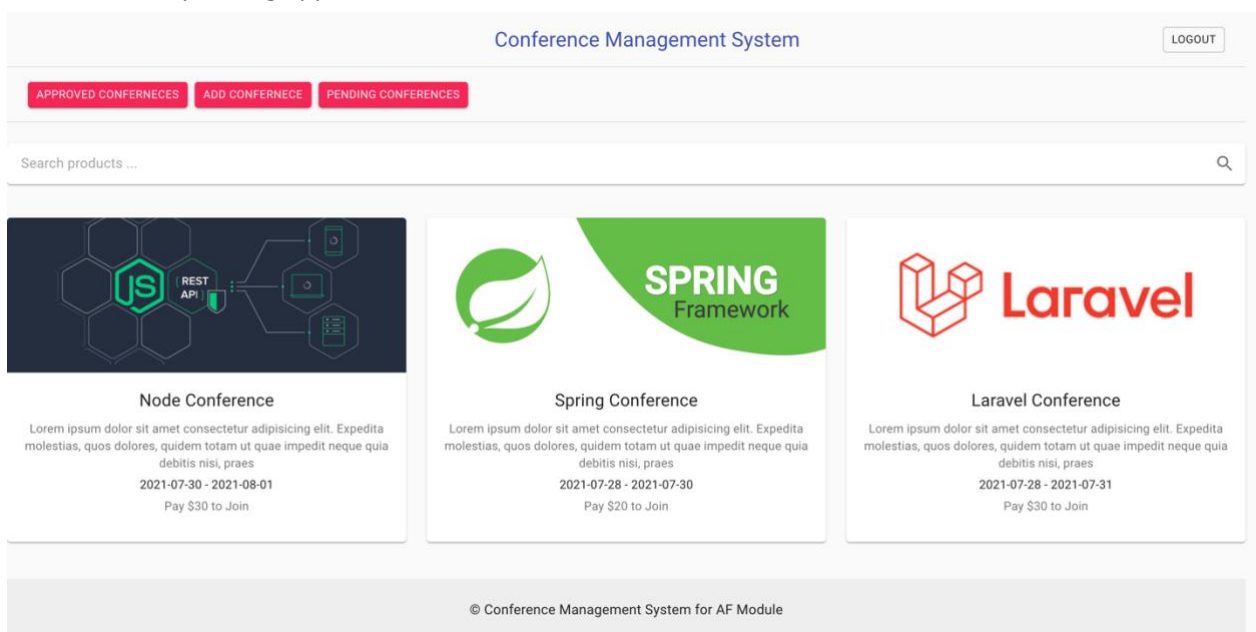 Conference Management System
LOGOUT
APPROVED CONFERNECES
ADD CONFERNECE
PENDING CONFERENCES
Search products ...
JS
REST
API
SPRING
Framework
Laravel
Node Conference
Lorem ipsum dolor sit amet consectetur adipisicing elit. Expedita
molestias, quos dolores, quidem totam ut quae impedit neque quia
debitis nisi, praes
2021-07-30 - 2021-08-01
Pay $30 to Join
Spring Conference
Lorem ipsum dolor sit amet consectetur adipisicing elit. Expedita
molestias, quos dolores, quidem totam ut quae impedit neque quia
debitis nisi, praes
2021-07-28 - 2021-07-30
Pay $20 to Join
Laravel Conference
Lorem ipsum dolor sit amet consectetur adipisicing elit. Expedita
molestias, quos dolores, quidem totam ut quae impedit neque quia
debitis nisi, praes
2021-07-28 - 2021-07-31
Pay $30 to Join
© Conference Management System for AF Module